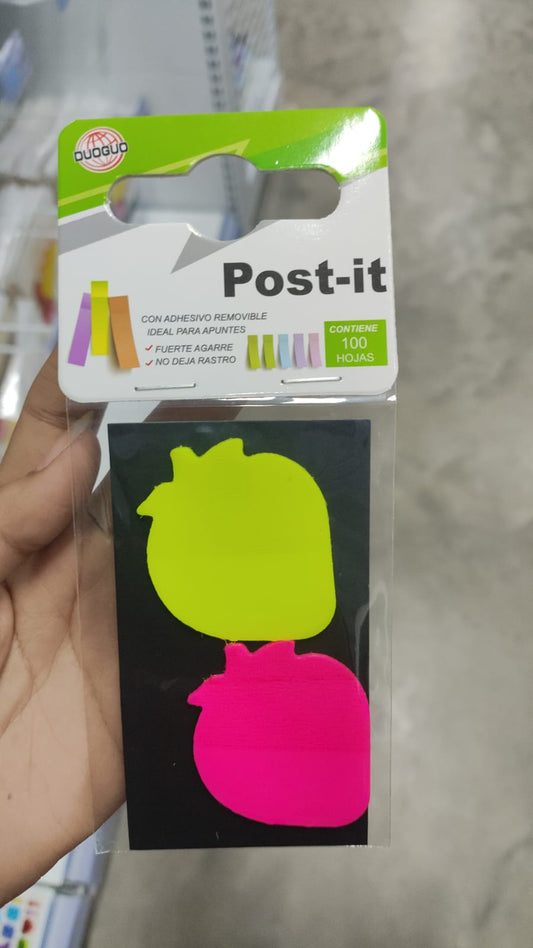 DUOGUO
Post-it
CON ADHESIVO REMOVIBLE
IDEAL PARA APUNTES
FUERTE AGARRE
NO DEJA RASTRO
CONTIENE
100
HOJAS